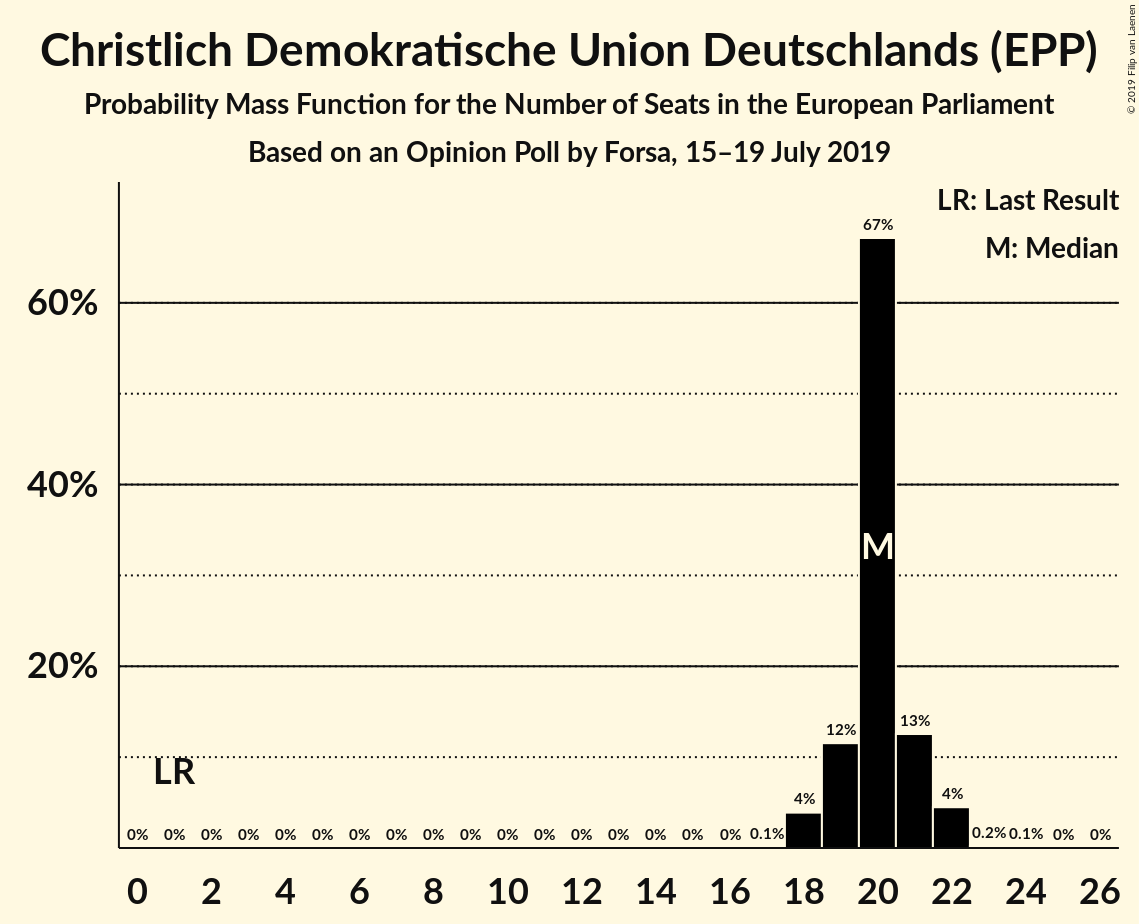 Christlich Demokratische Union Deutschlands (EPP)
Probability Mass Function for the Number of Seats in the European Parliament
Based on an Opinion Poll by Forsa, 15–19 July 2019
© 2019 Filip van Laenen
LR: Last Result
M: Median
67%
60%
40%
M
20%
13%
12%
LR
4%
4%
0% 0% 0% 0% 0% 0% 0% 0% 0% 0% 0% 0% 0% 0% 0% 0% 0% 0.1% 0.2% 0.1% 0% 0%
0 2 4 6 8 10 12 14 16 18 20 22 24 26